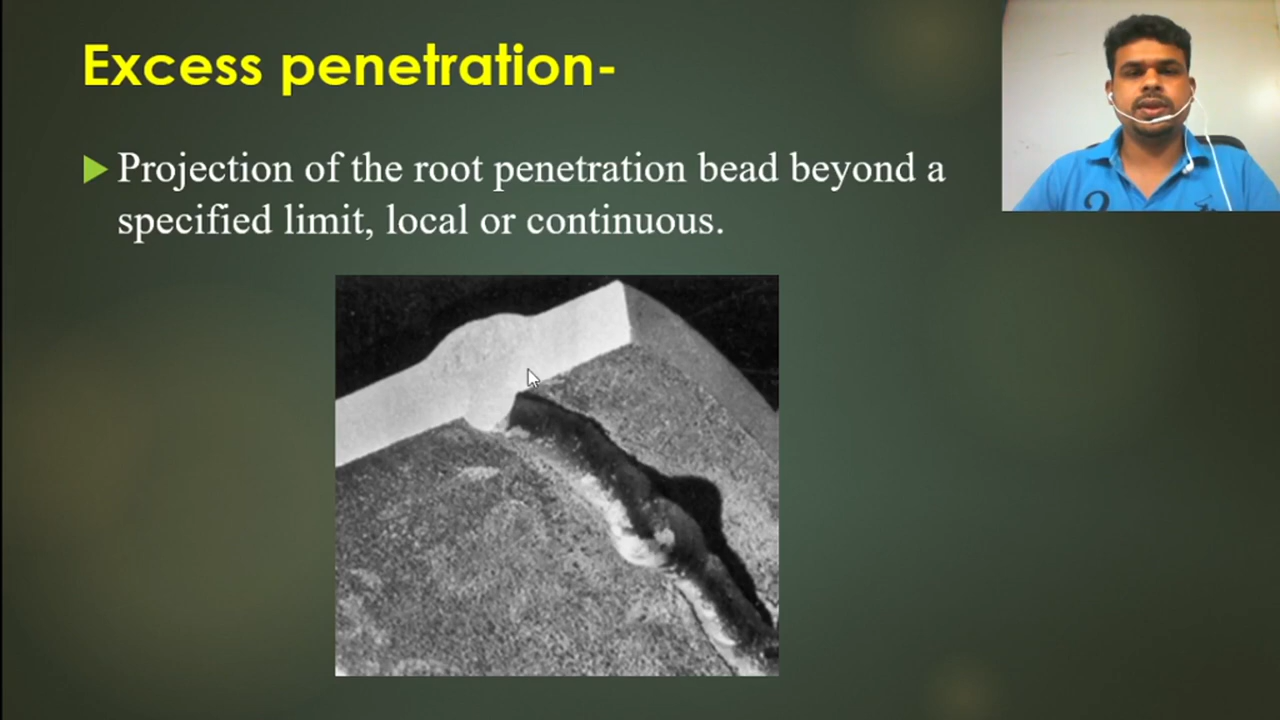 Excess penetration-
Projection of the root penetration bead beyond a
specified limit, local or continuous.